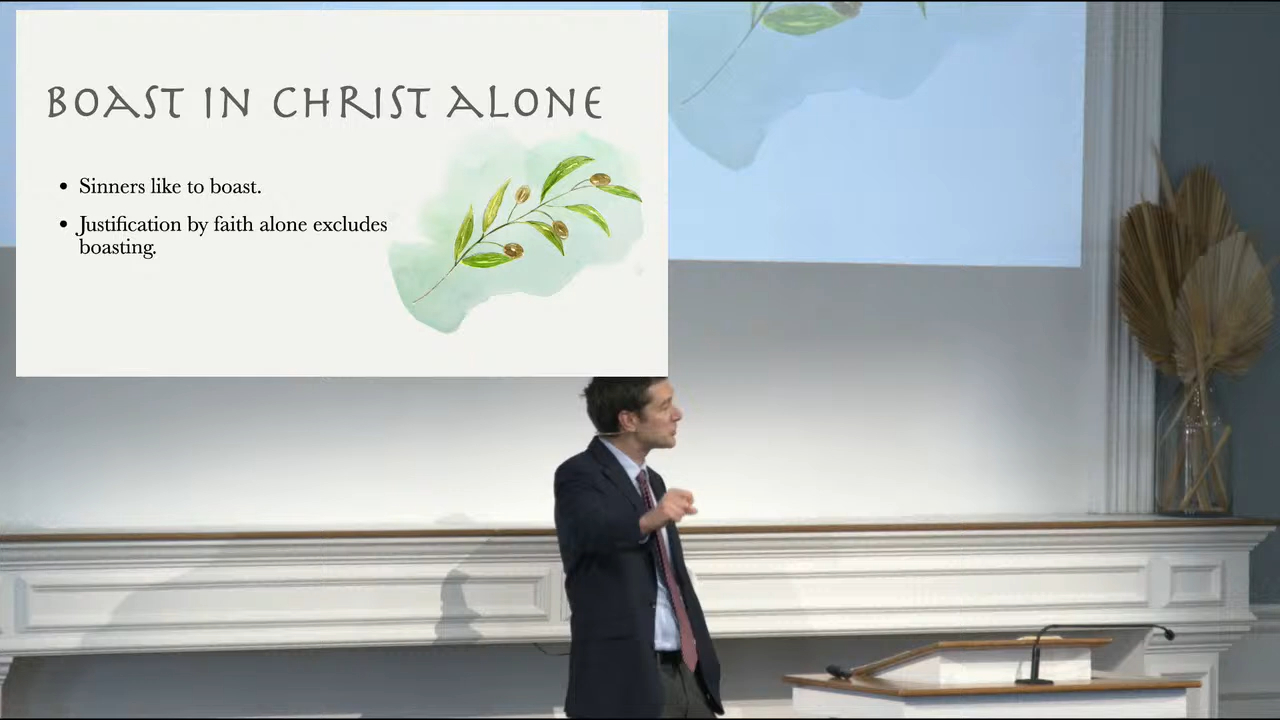 BOAST IN CHRIST ALONE
• Sinners like to boast.
• Justification by faith alone excludes
boasting.